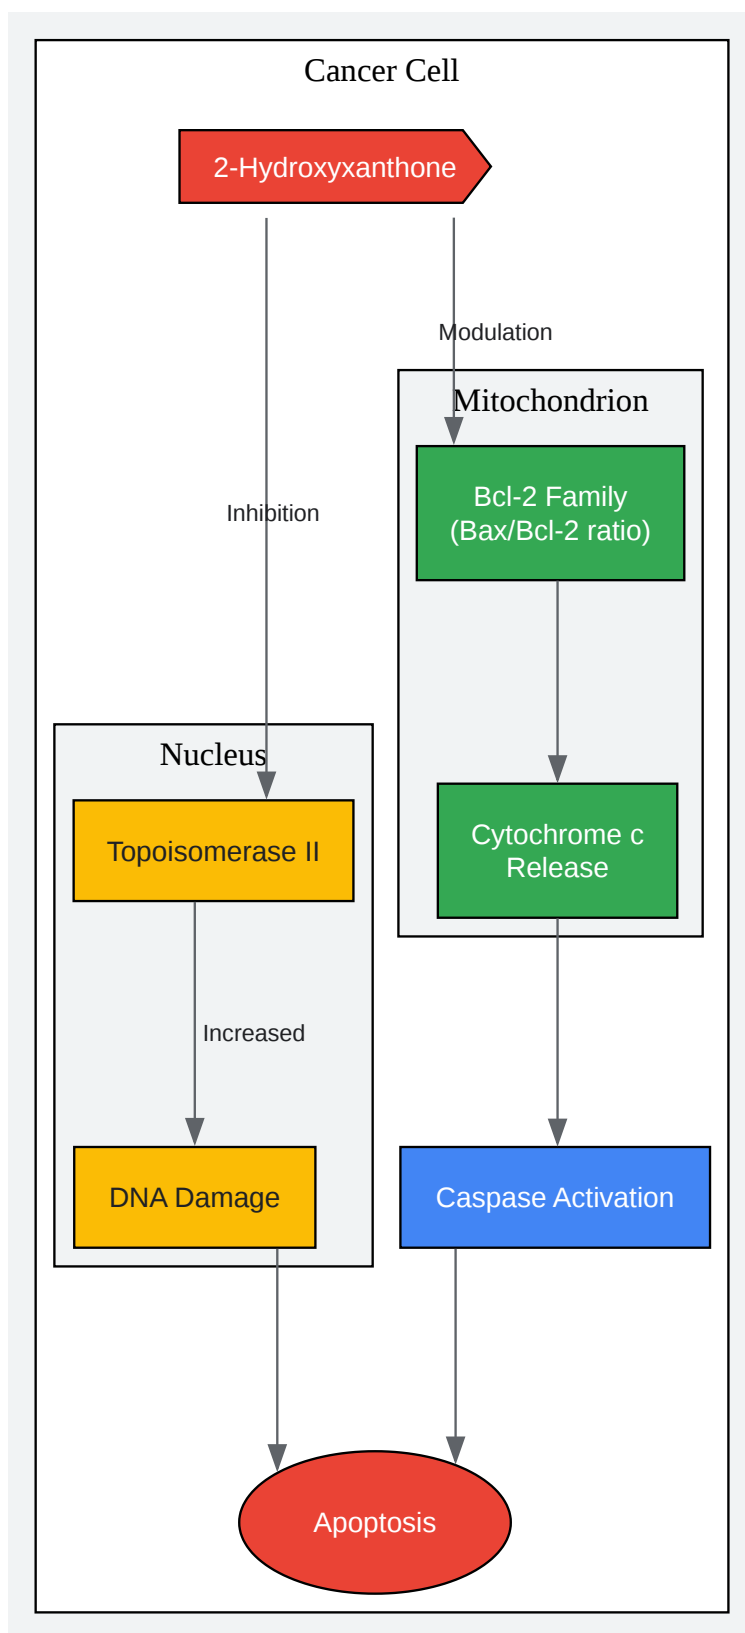 Cancer Cell
2-Hydroxyxanthone
Modulation
Mitochondrion
Bcl-2 Family
(Bax/Bcl-2 ratio)
Inhibition
Nucleus
Topoisomerase II
Cytochrome c
Release
Increased
DNA Damage
Caspase Activation
Apoptosis